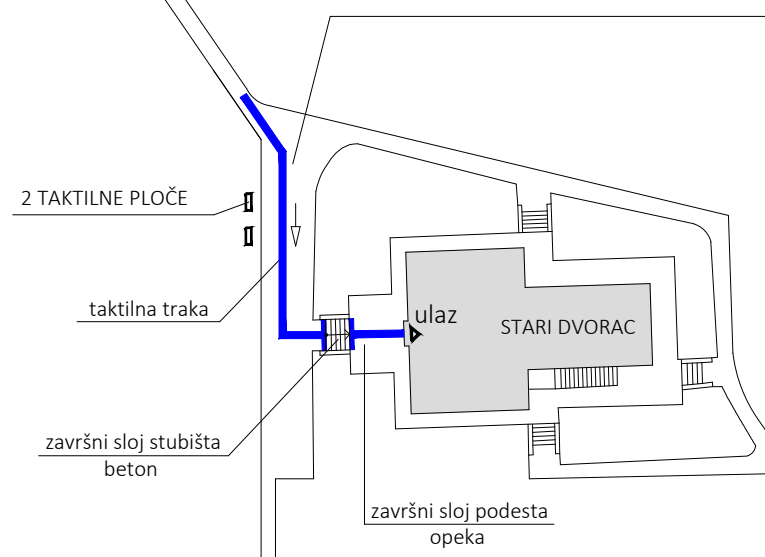 2 TAKTILNE PLOČE
taktilna traka
ulaz
STARI DVORAC
završni sloj stubišta
beton
završni sloj podesta
opeka